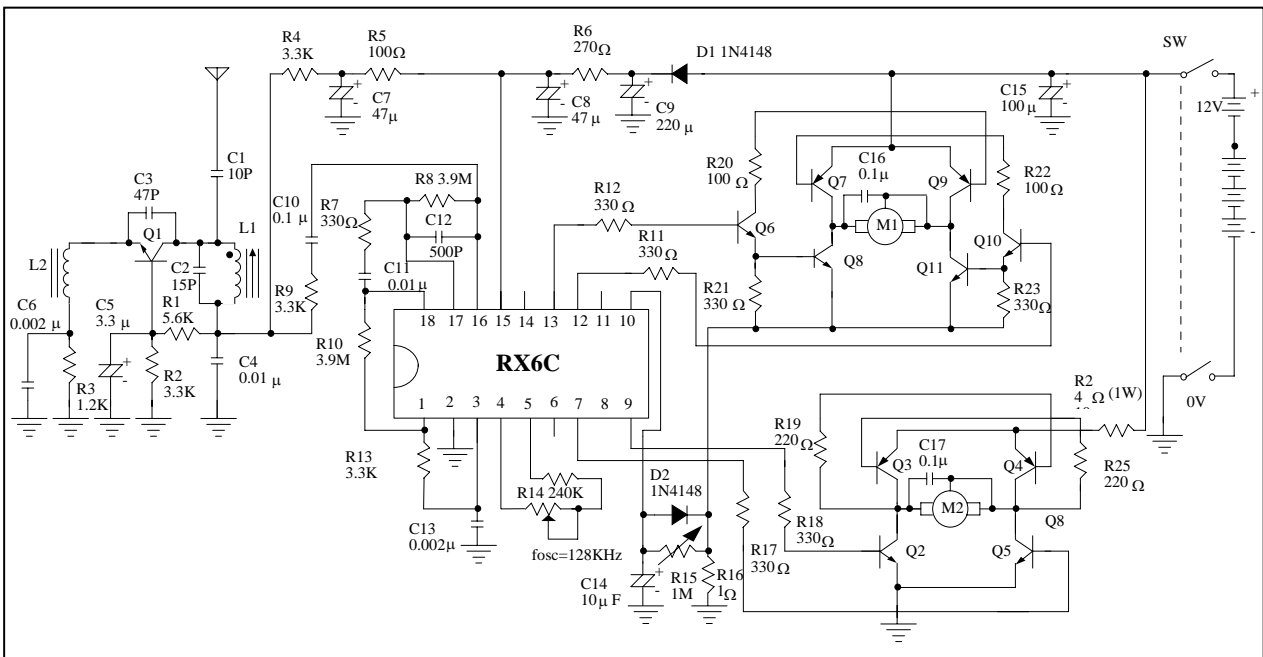 R4
3.3K
R5
100Ω
R6
270Ω
D1 1N4148
SW
+
-
C7
47μ
+
-
C8
47μ
+
-
C9
220 μ
+
-
C15
100 μ
12V
+
-
C1
10P
C3
47P
Q1
L1
L2
C2
15P
C10
0.1 μ
R7
330Ω
R8 3.9M
C12
500P
C11
0.01 μ
R9
3.3K
R10
3.9M
R12
330 Ω
R11
330 Ω
R20
100 Ω
Q6
R21
330 Ω
C16
0.1μ
Q7
Q9
M1
Q8
Q11
Q10
R22
100Ω
R23
330Ω
C6
0.002 μ
C5
3.3 μ
+
-
R1
5.6K
R3
1.2K
R2
3.3K
C4
0.01 μ
18 17 16 15 14 13 12 11 10
RX6C
1 2 3 4 5 6 7 8 9
R13
3.3K
C13
0.002μ
R14 240K
fosc=128KHz
D2
1N4148
C14
10μ F
+
-
R15
1M
R16
1Ω
R17
330Ω
R18
330Ω
R19
220Ω
C17
0.1μ
Q3
Q4
M2
Q2
Q5
Q8
R25
220 Ω
R2
4 Ω (1W)
0V